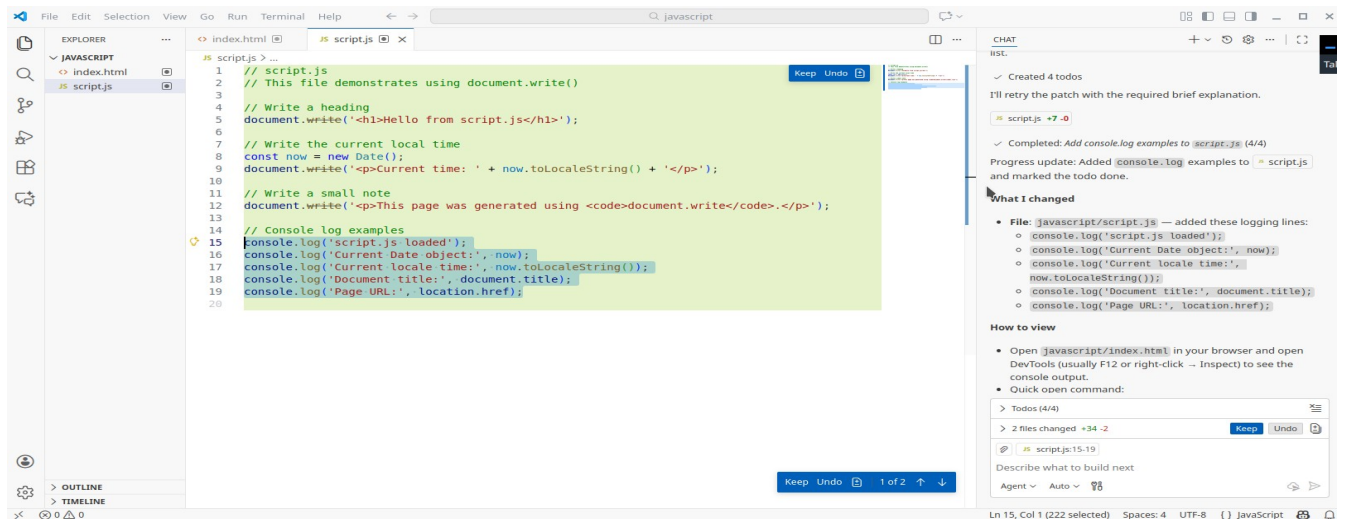 File Edit Selection View Go Run Terminal Help
javascript
EXPLORER
JAVASCRIPT
index.html
JS script.js
OUTLINE
TIMELINE
index.html
JS script.js
JS script.js > ...
1 // script.js
2 // This file demonstrates using document.write()
3
4 // Write a heading
5 document.write('<h1>Hello from script.js</h1>');
6
7 // Write the current local time
8 const now = new Date();
9 document.write('<p>Current time: ' + now.toLocaleString() + '</p>');
10
11 // Write a small note
12 document.write('<p>This page was generated using <code>document.write</code>.</p>');
13
14 // Console log examples
15 console.log('script.js loaded');
16 console.log('Current Date object:', now);
17 console.log('Current locale time:', now.toLocaleString());
18 console.log('Document title:', document.title);
19 console.log('Page URL:', location.href);
20
Keep Undo
Keep Undo 1 of 2
CHAT
Tal
list.
Created 4 todos
I'll retry the patch with the required brief explanation.
JS script.js +7 -0
Completed: Add console.log examples to script.js (4/4)
Progress update: Added console.log examples to script.js
and marked the todo done.
What I changed
• File: javascript/script.js — added these logging lines:
console.log('script.js loaded');
console.log('Current Date object:', now);
console.log('Current locale time:',
now.toLocaleString());
console.log('Document title:', document.title);
console.log('Page URL:', location.href);
How to view
• Open javascript/index.html in your browser and open
DevTools (usually F12 or right-click → Inspect) to see the
console output.
• Quick open command:
Todos (4/4)
2 files changed +34 -2 Keep Undo
JS script.js:15-19
Describe what to build next
Agent Auto
0 0
Ln 15, Col 1 (222 selected) Spaces: 4 UTF-8 {} JavaScript